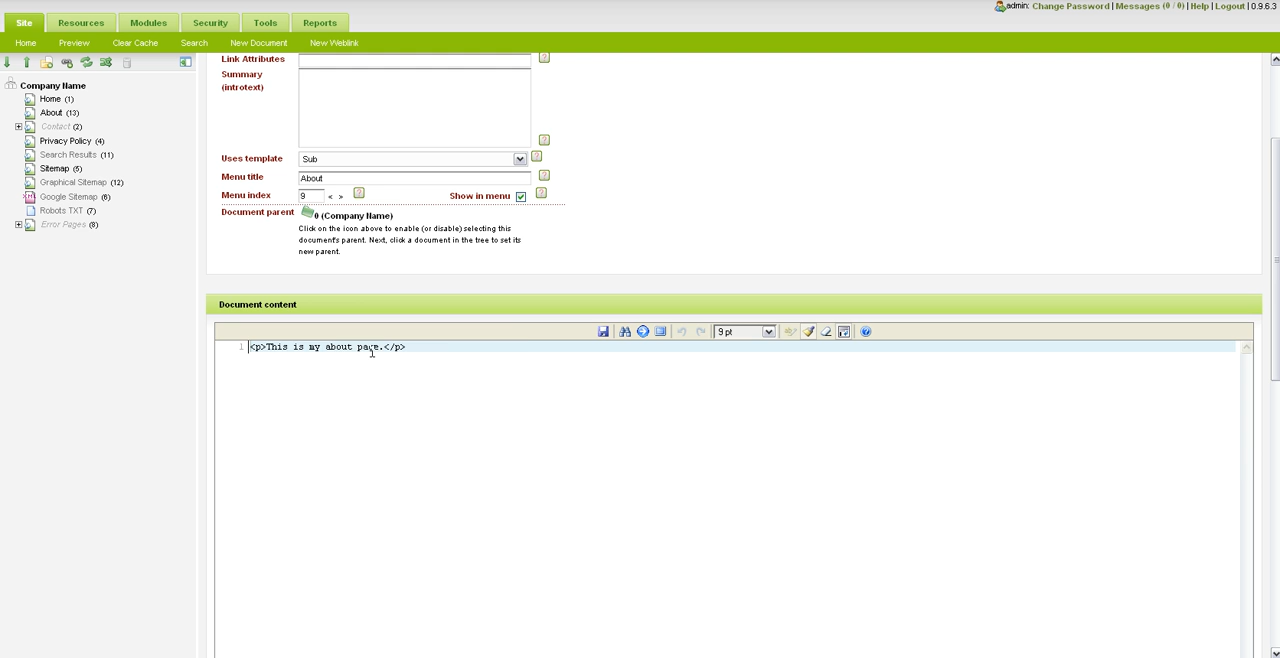 admin: Change Password | Messages (0 / 0) | Help | Logout | 0.9.6.3
Site Resources Modules Security Tools Reports
Home Preview Clear Cache Search New Document New Weblink
Company Name
Home (1)
About (13)
Contact (2)
Privacy Policy (4)
Search Results (11)
Sitemap (5)
Graphical Sitemap (12)
Google Sitemap (6)
Robots TXT (7)
Error Pages (8)
Link Attributes
Summary
(introtext)
Uses template Sub
Menu title About
Menu index 9 < > Show in menu
Document parent 0 (Company Name)
Click on the icon above to enable (or disable) selecting this
document's parent. Next, click a document in the tree to set its
new parent.
Document content
9 pt
1 <p>This is my about page.</p>